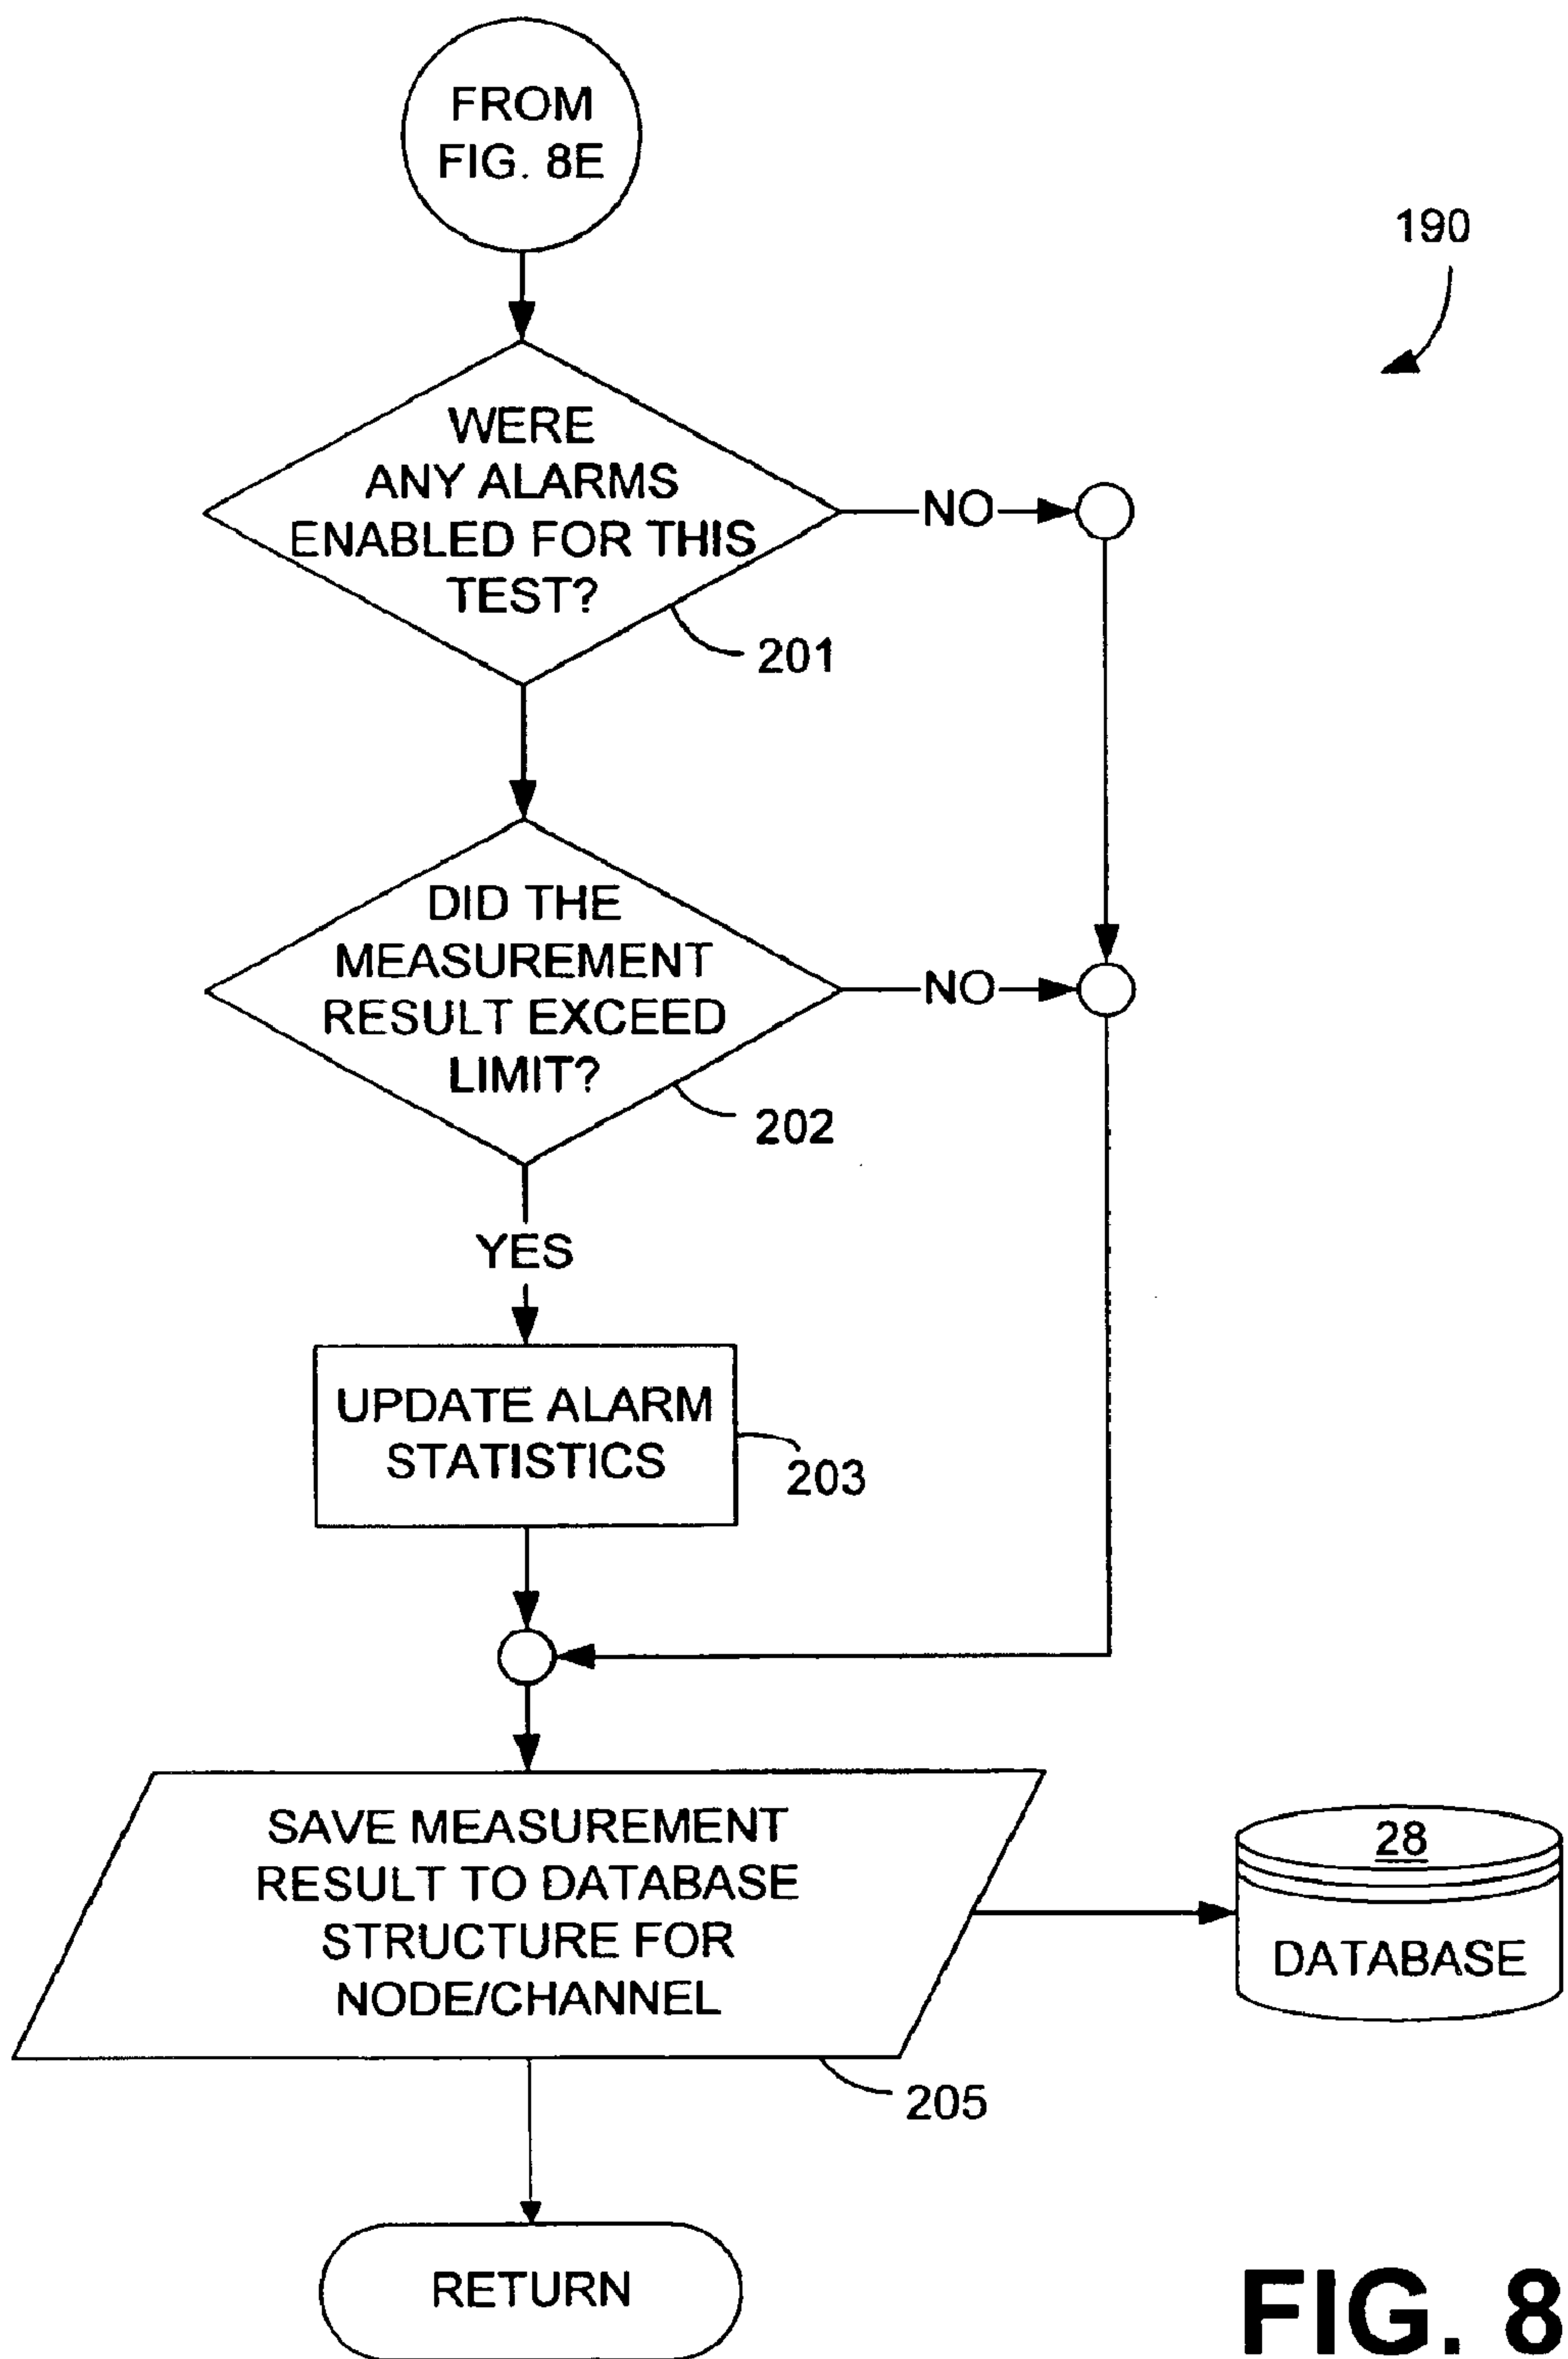 FROM
FIG. 8E
190
WERE
ANY ALARMS
ENABLED FOR THIS
TEST?
NO
201
DID THE
MEASUREMENT
RESULT EXCEED
LIMIT?
NO
202
YES
UPDATE ALARM
STATISTICS
203
SAVE MEASUREMENT
RESULT TO DATABASE
STRUCTURE FOR
NODE/CHANNEL
28
DATABASE
205
RETURN
FIG. 8